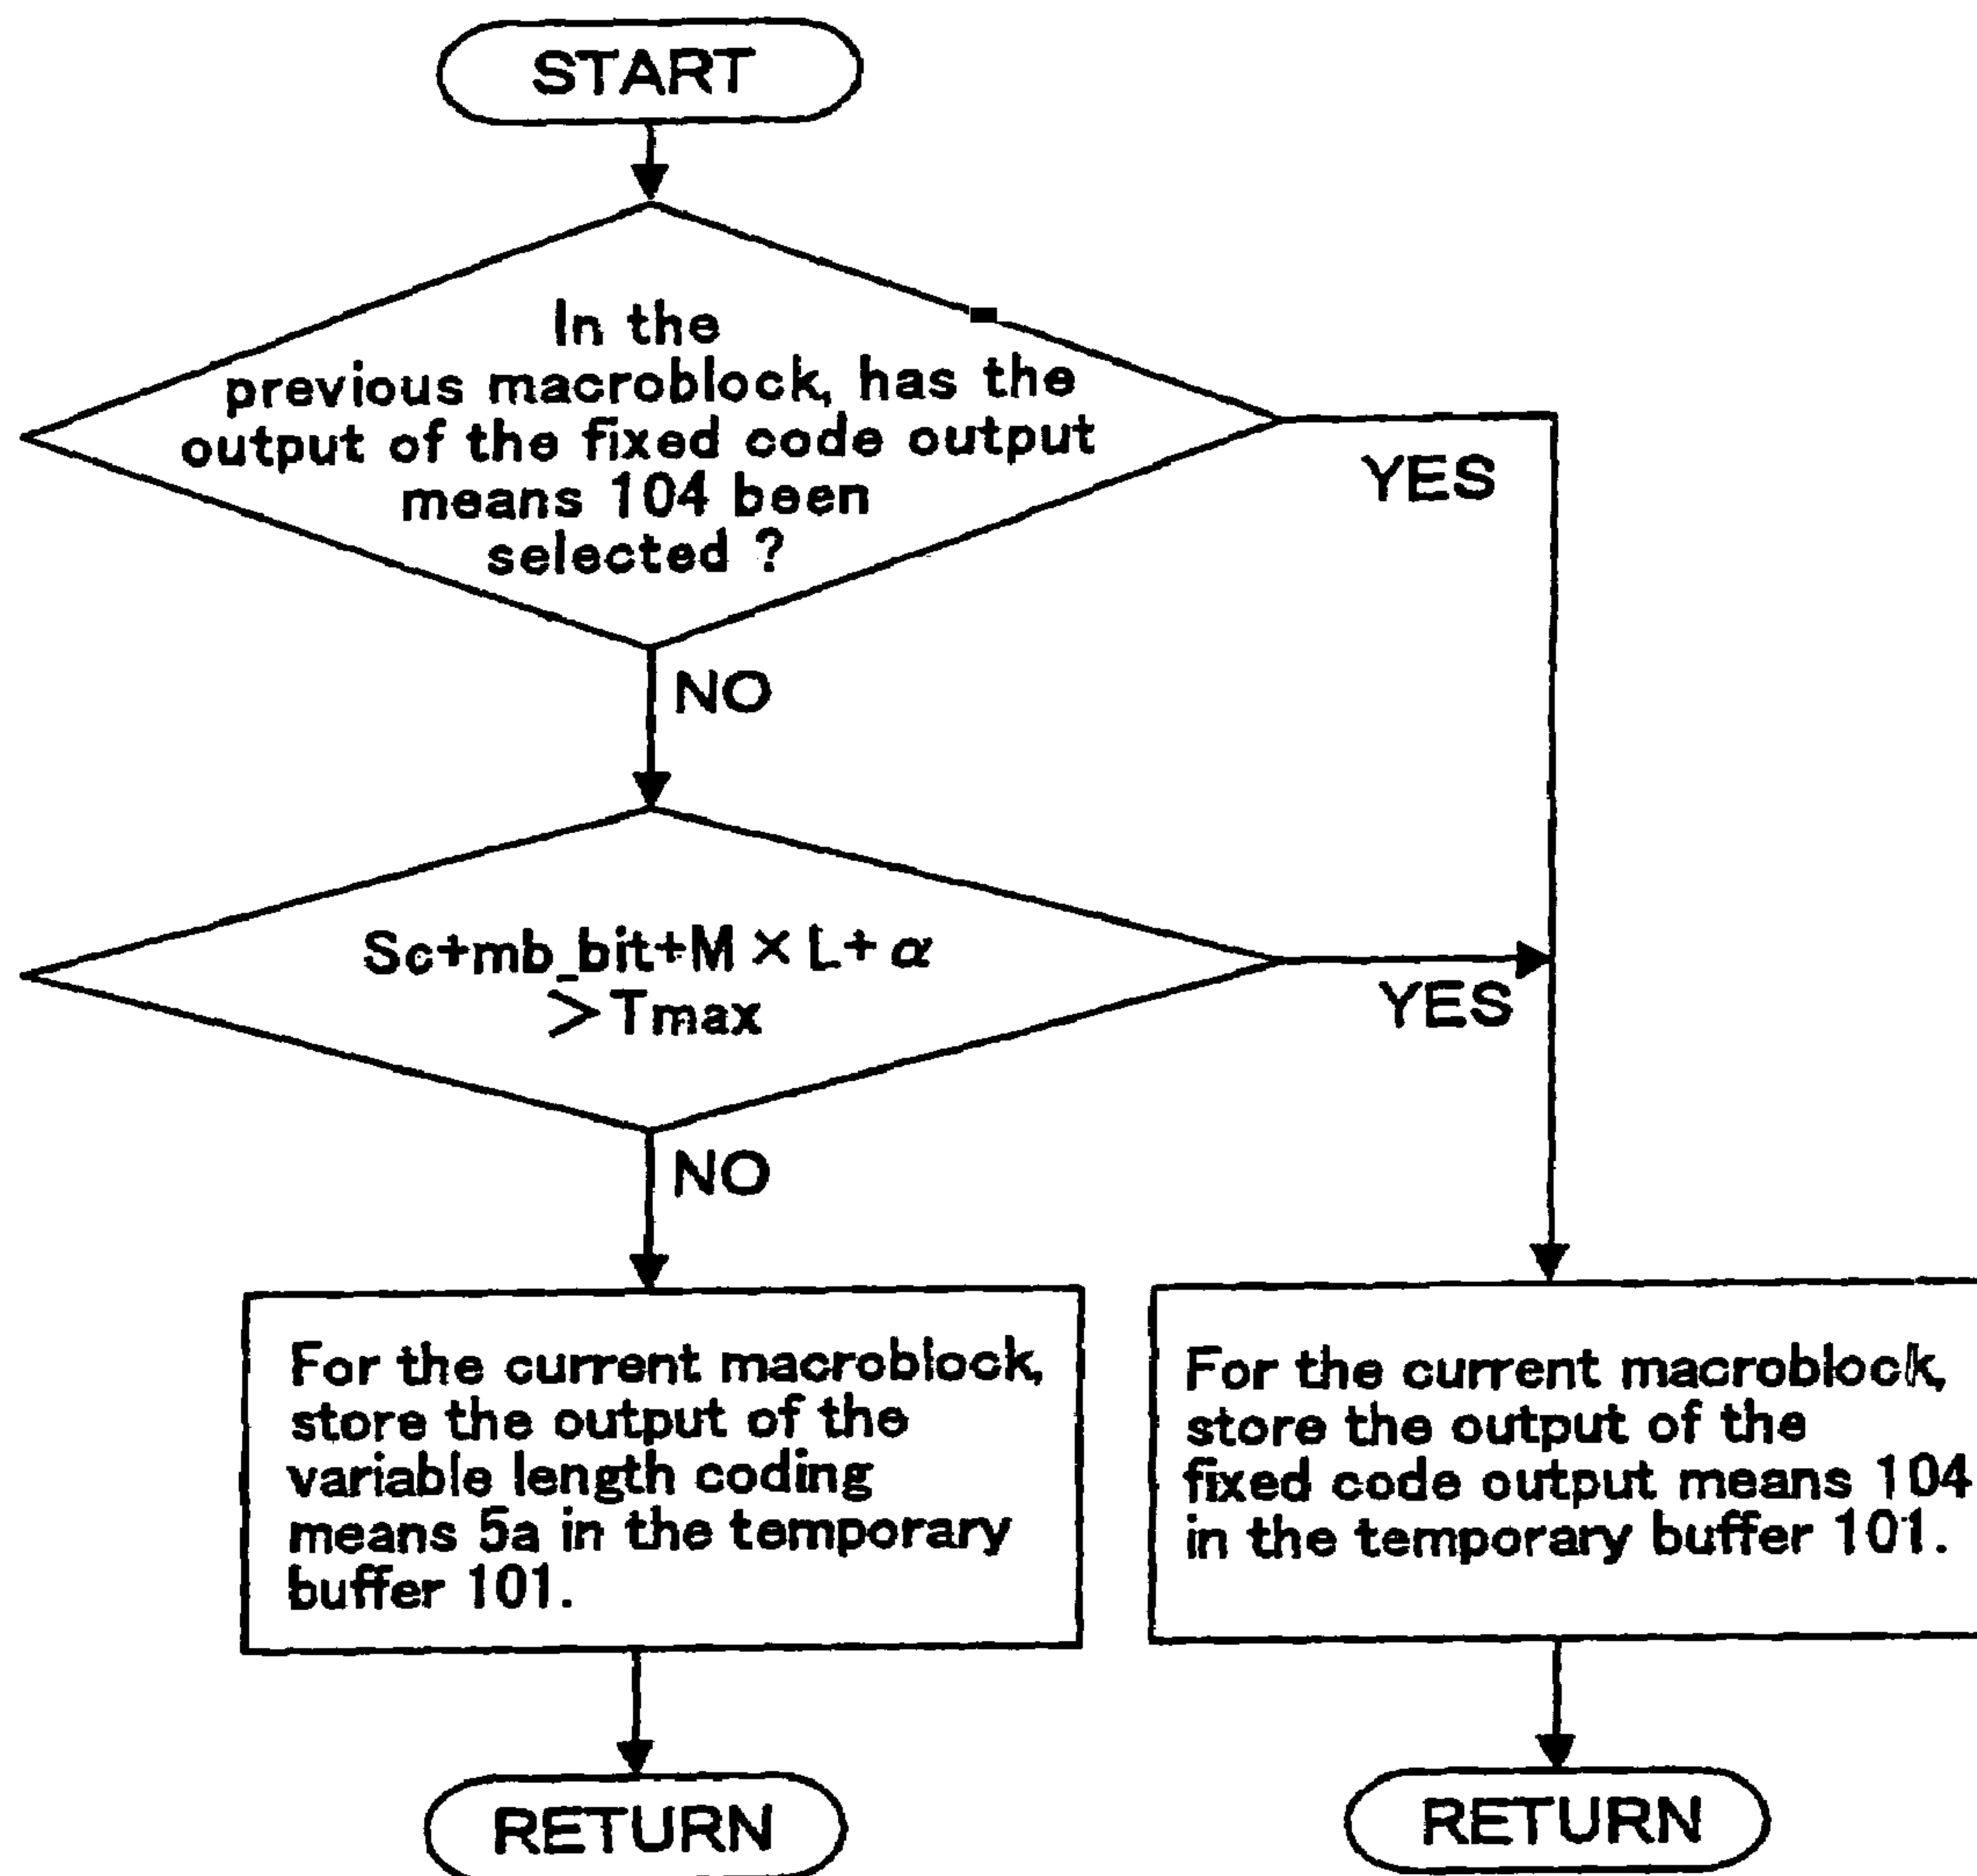 START
In the
previous macroblock, has the
output of the fixed code output
means 104 been
selected ?
YES
NO
Sc+mb_bit+M × L+ α
>Tmax
YES
NO
For the current macroblock,
store the output of the
variable length coding
means 5a in the temporary
buffer 101.
For the current macroblock,
store the output of the
fixed code output means 104
in the temporary buffer 101.
RETURN
RETURN